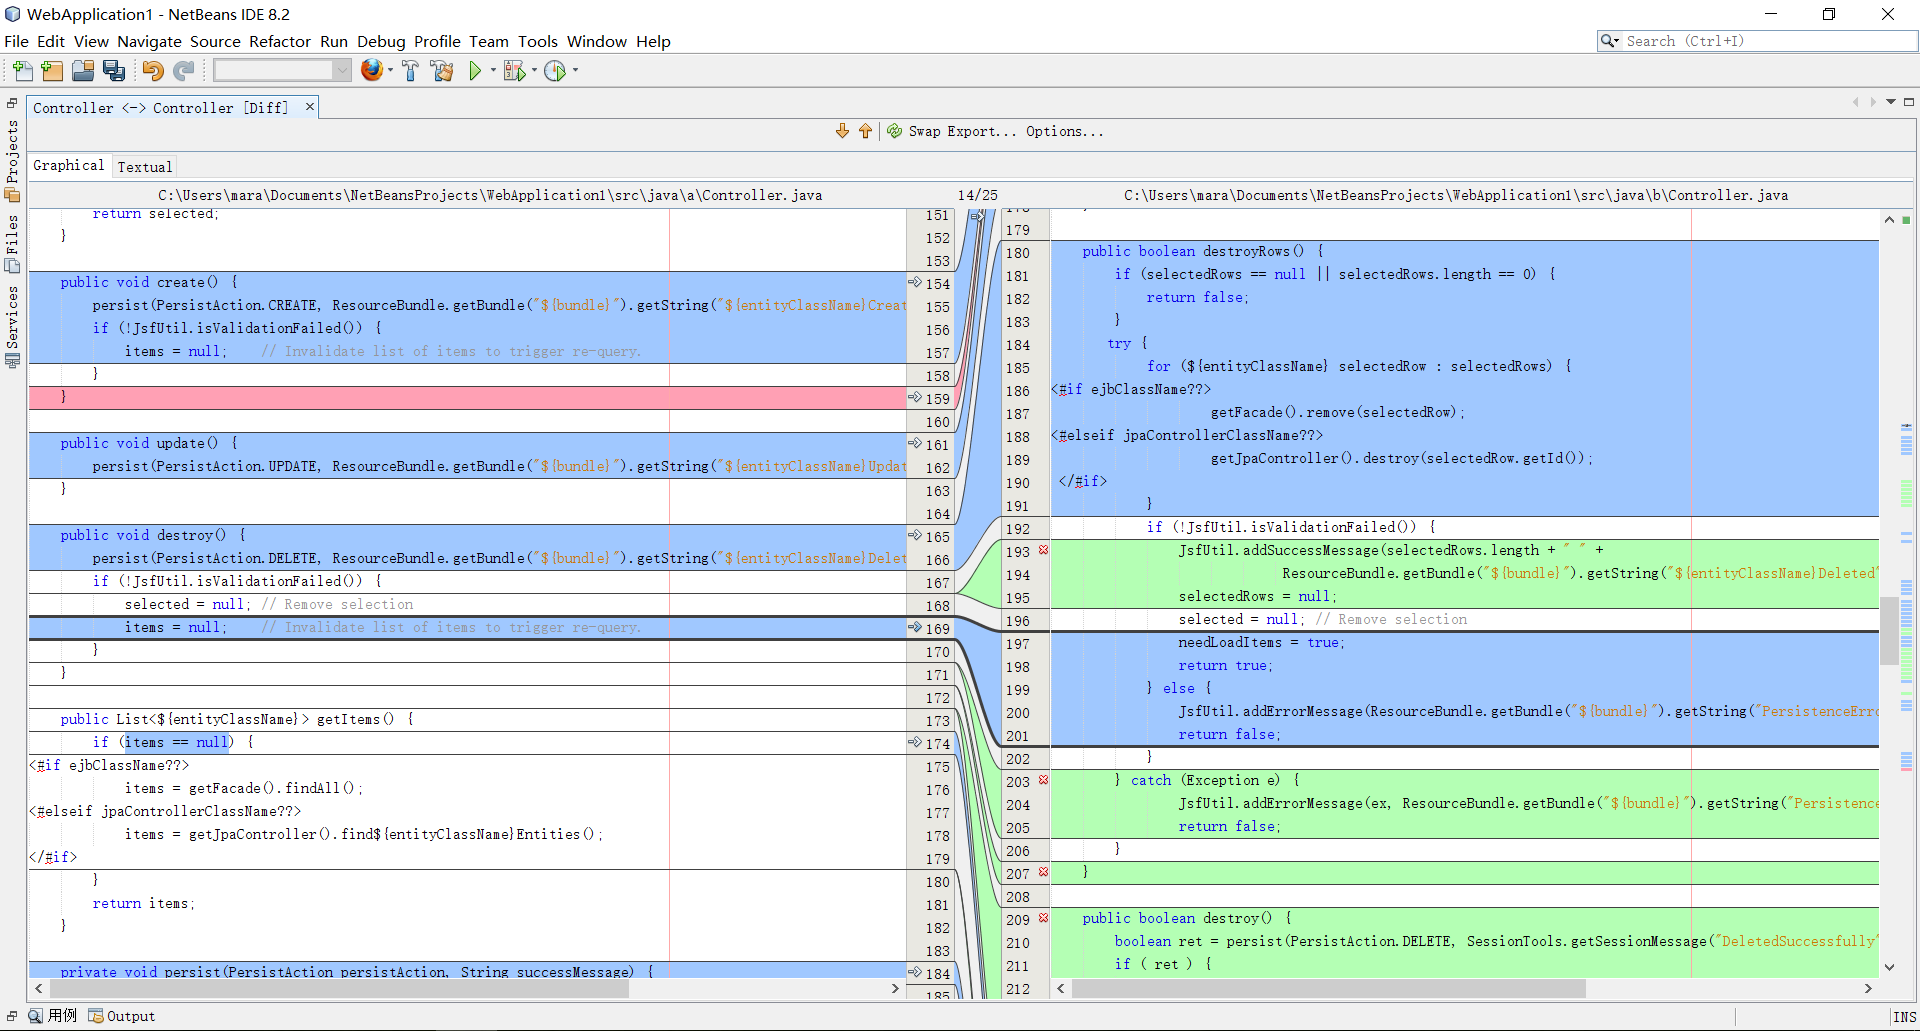 WebApplication1 - NetBeans IDE 8.2
File Edit View Navigate Source Refactor Run Debug Profile Team Tools Window Help
Search (Ctrl+I)
Controller <-> Controller [Diff]
Swap Export... Options...
Projects
Files
Services
Graphical Textual
C:\Users\mara\Documents\NetBeansProjects\WebApplication1\src\java\a\Controller.java
14/25
C:\Users\mara\Documents\NetBeansProjects\WebApplication1\src\java\b\Controller.java
return selected; 151
} 152
153
public void create() { 154
persist(PersistAction.CREATE, ResourceBundle.getBundle("${bundle}").getString("${entityClassName}Creat 155
if (!JsfUtil.isValidationFailed()) { 156
items = null; // Invalidate list of items to trigger re-query. 157
} 158
} 159
160
public void update() { 161
persist(PersistAction.UPDATE, ResourceBundle.getBundle("${bundle}").getString("${entityClassName}Updat 162
} 163
164
public void destroy() { 165
persist(PersistAction.DELETE, ResourceBundle.getBundle("${bundle}").getString("${entityClassName}Delet 166
if (!JsfUtil.isValidationFailed()) { 167
selected = null; // Remove selection 168
items = null; // Invalidate list of items to trigger re-query. 169
} 170
} 171
172
public List<${entityClassName}> getItems() { 173
if (items == null) { 174
<#if ejbClassName??> 175
items = getFacade().findAll(); 176
<#elseif jpaControllerClassName??> 177
items = getJpaController().find${entityClassName}Entities(); 178
</#if> 179
} 180
return items; 181
} 182
183
private void persist(PersistAction persistAction, String successMessage) { 184
185
179
180 public boolean destroyRows() {
181 if (selectedRows == null || selectedRows.length == 0) {
182 return false;
183 }
184 try {
185 for (${entityClassName} selectedRow : selectedRows) {
186 <#if ejbClassName??>
187 getFacade().remove(selectedRow);
188 <#elseif jpaControllerClassName??>
189 getJpaController().destroy(selectedRow.getId());
190 </#if>
191 }
192 if (!JsfUtil.isValidationFailed()) {
193 JsfUtil.addSuccessMessage(selectedRows.length + " " +
194 ResourceBundle.getBundle("${bundle}").getString("${entityClassName}Deleted"
195 selectedRows = null;
196 selected = null; // Remove selection
197 needLoadItems = true;
198 return true;
199 } else {
200 JsfUtil.addErrorMessage(ResourceBundle.getBundle("${bundle}").getString("PersistenceErro
201 return false;
202 }
203 } catch (Exception e) {
204 JsfUtil.addErrorMessage(ex, ResourceBundle.getBundle("${bundle}").getString("Persistence
205 return false;
206 }
207 }
208
209 public boolean destroy() {
210 boolean ret = persist(PersistAction.DELETE, SessionTools.getSessionMessage("DeletedSuccessfully"
211 if ( ret ) {
212
用例 Output
INS